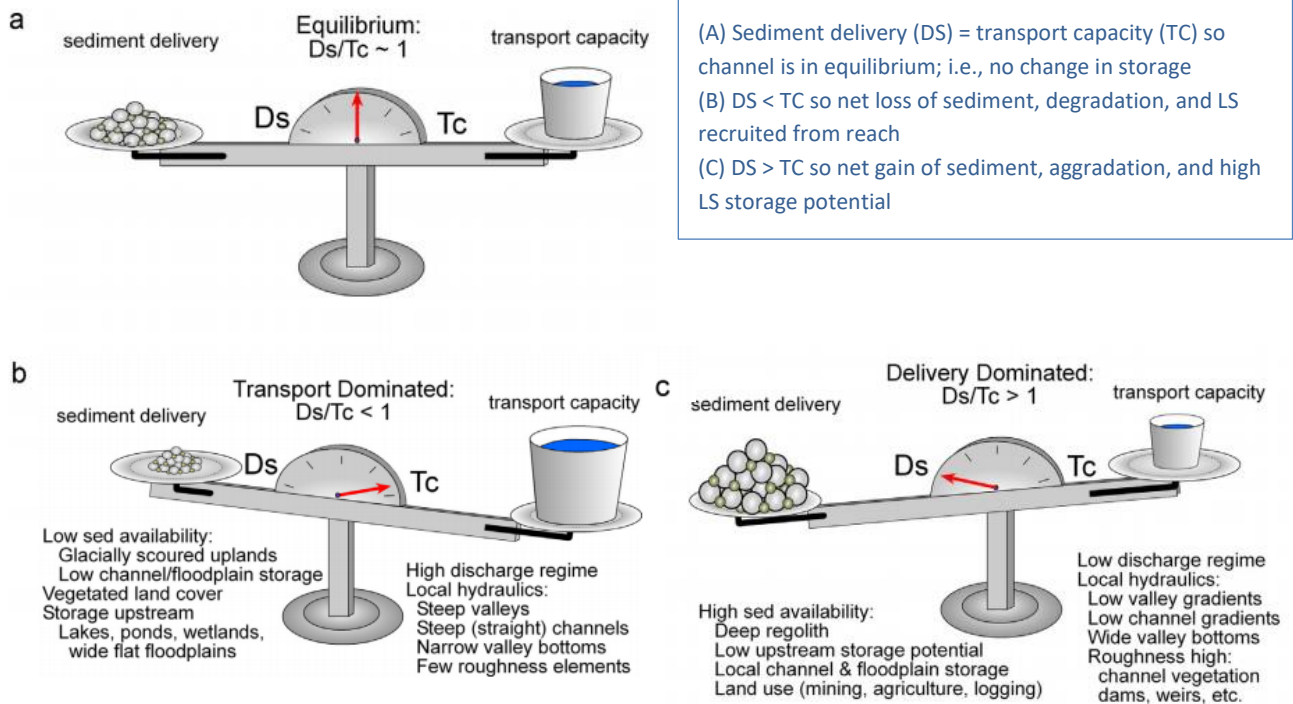 a
sediment delivery
Equilibrium:
Ds/Tc ~ 1
transport capacity
Ds
Tc
(A) Sediment delivery (DS) = transport capacity (TC) so
channel is in equilibrium; i.e., no change in storage
(B) DS < TC so net loss of sediment, degradation, and LS
recruited from reach
(C) DS > TC so net gain of sediment, aggradation, and high
LS storage potential
b
sediment delivery
Transport Dominated:
Ds/Tc < 1
transport capacity
Ds
Tc
Low sed availability:
Glacially scoured uplands
Low channel/floodplain storage
Vegetated land cover
Storage upstream
Lakes, ponds, wetlands,
wide flat floodplains
High discharge regime
Local hydraulics:
Steep valleys
Steep (straight) channels
Narrow valley bottoms
Few roughness elements
c
sediment delivery
Delivery Dominated:
Ds/Tc > 1
transport capacity
Ds
Tc
High sed availability:
Deep regolith
Low upstream storage potential
Local channel & floodplain storage
Land use (mining, agriculture, logging)
Low discharge regime
Local hydraulics:
Low valley gradients
Low channel gradients
Wide valley bottoms
Roughness high:
channel vegetation
dams, weirs, etc.